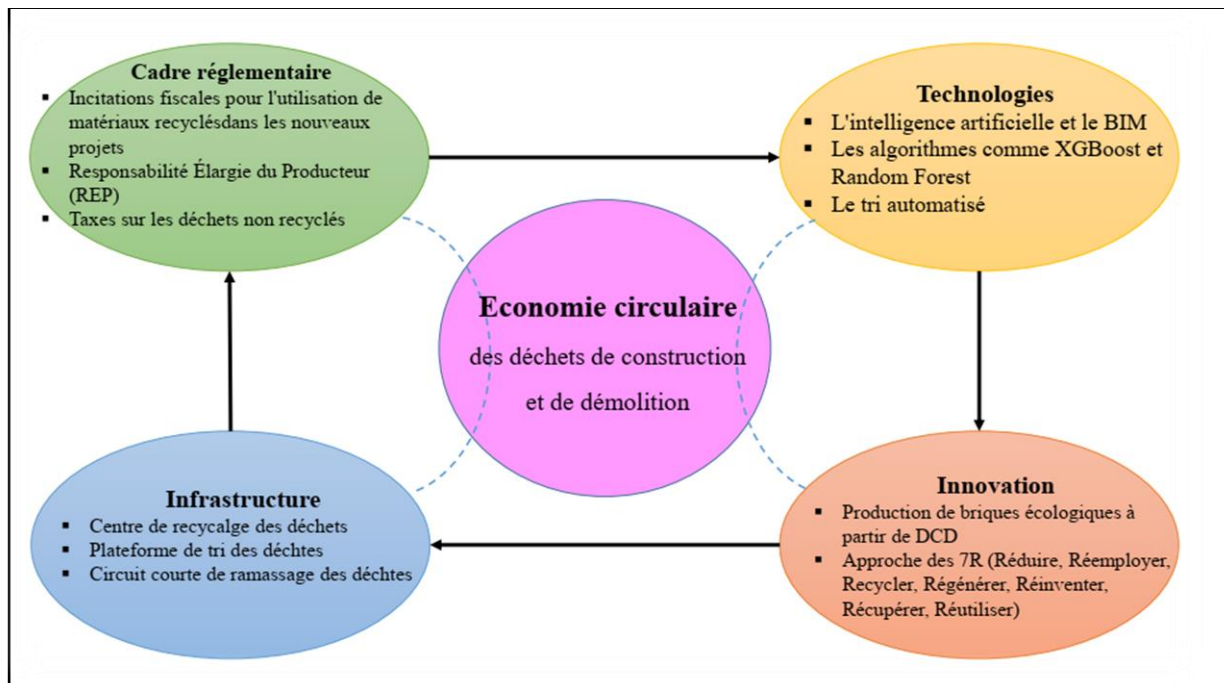 Cadre réglementaire
▪ Incitations fiscales pour l'utilisation de
matériaux recyclésdans les nouveaux
projets
▪ Responsabilité Élargie du Producteur
(REP)
▪ Taxes sur les déchets non recyclés
Technologies
▪ L'intelligence artificielle et le BIM
▪ Les algorithmes comme XGBoost et
Random Forest
▪ Le tri automatisé
Economie circulaire
des déchets de construction
et de démolition
Infrastructure
▪ Centre de recycalge des déchets
▪ Plateforme de tri des déchtes
▪ Circuit courte de ramassage des déchtes
Innovation
▪ Production de briques écologiques à
partir de DCD
▪ Approche des 7R (Réduire, Réemployer,
Recycler, Régénérer, Réinventer,
Récupérer, Réutiliser)